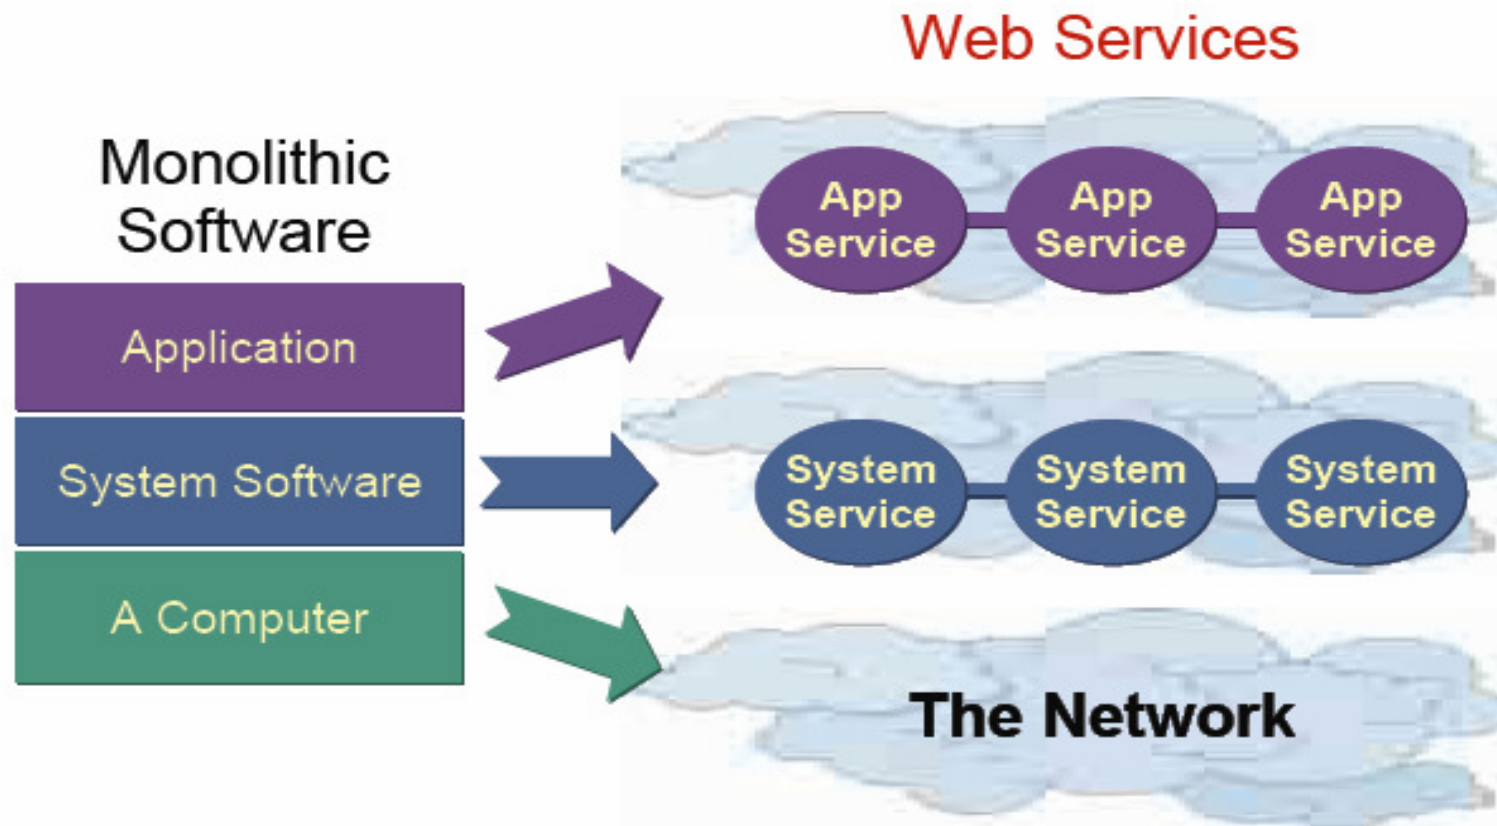 Web Services
Monolithic
Software
Application
System Software
A Computer
App
Service
App
Service
App
Service
System
Service
System
Service
System
Service
The Network